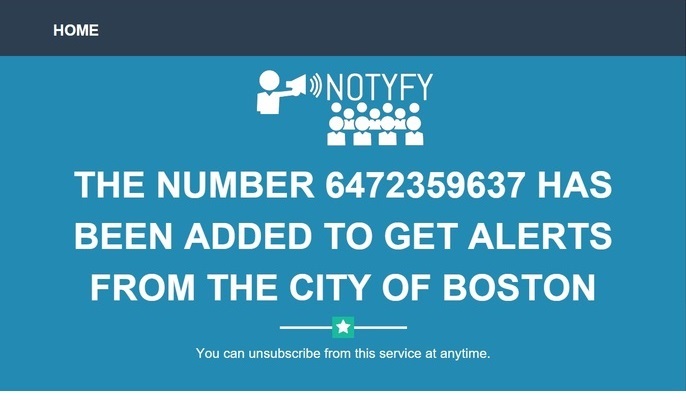 HOME
NOTYFY
THE NUMBER 6472359637 HAS
BEEN ADDED TO GET ALERTS
FROM THE CITY OF BOSTON
You can unsubscribe from this service at anytime.